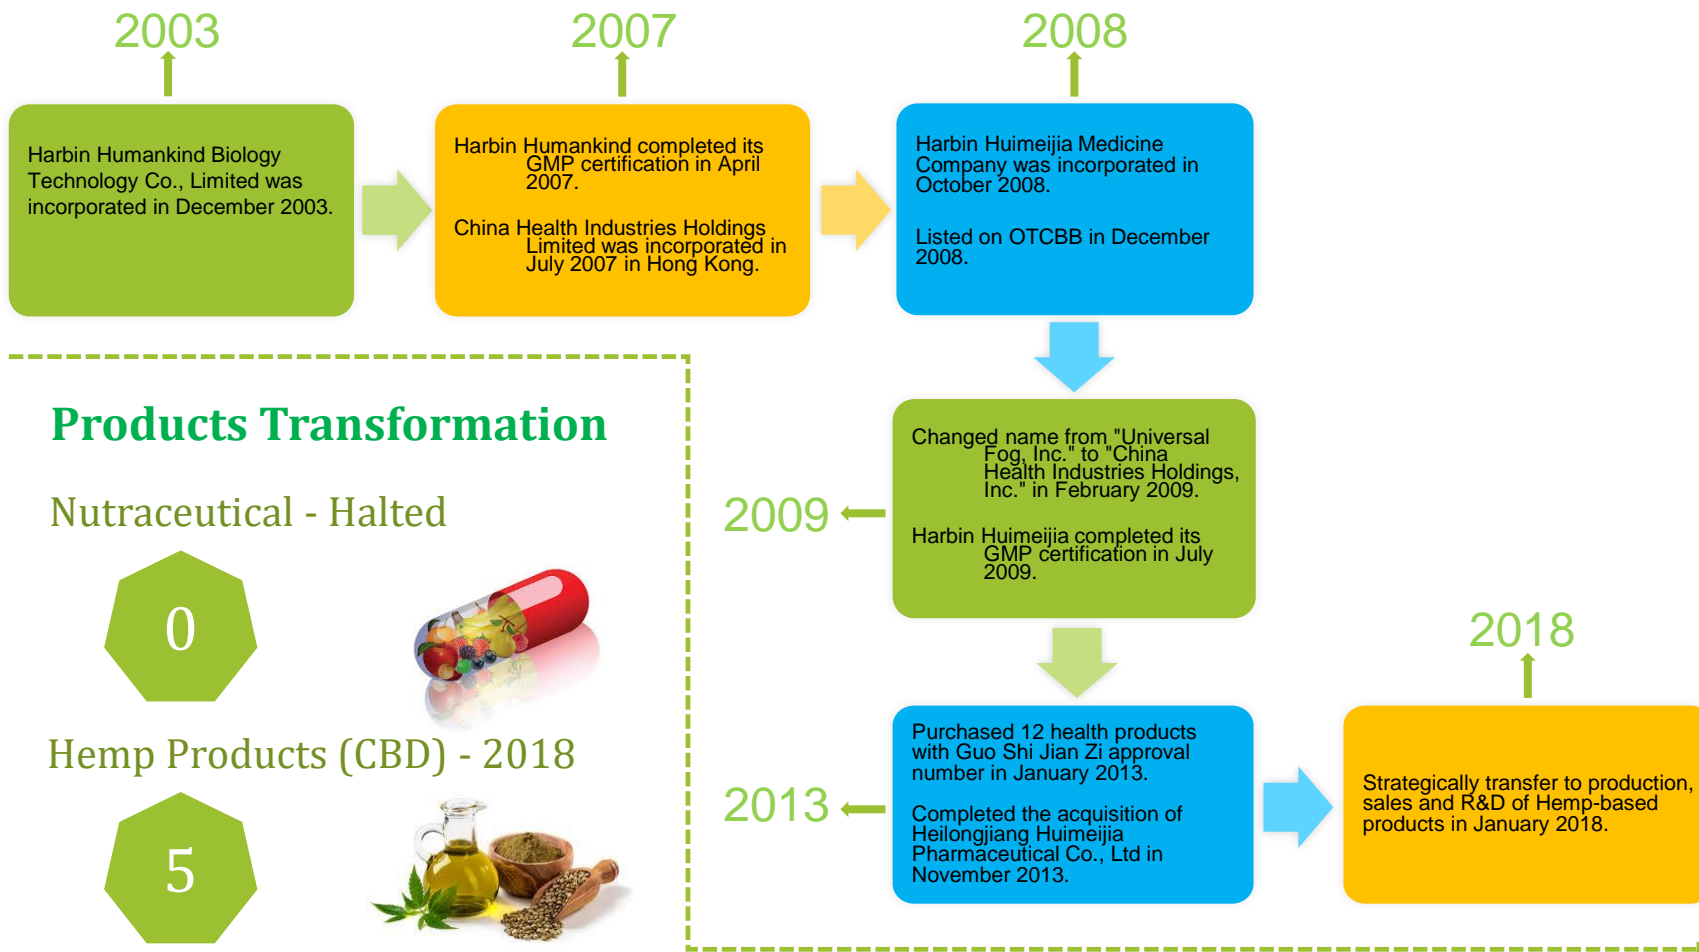 2003
Harbin Humankind Biology
Technology Co., Limited was
incorporated in December 2003.
2007
Harbin Humankind completed its
GMP certification in April
2007.
China Health Industries Holdings
Limited was incorporated in
July 2007 in Hong Kong.
2008
Harbin Huimeijia Medicine
Company was incorporated in
October 2008.
Listed on OTCBB in December
2008.
2009
Changed name from "Universal
Fog, Inc." to "China
Health Industries Holdings,
Inc." in February 2009.
Harbin Huimeijia completed its
GMP certification in July
2009.
2013
Purchased 12 health products
with Guo Shi Jian Zi approval
number in January 2013.
Completed the acquisition of
Heilongjiang Huimeijia
Pharmaceutical Co., Ltd in
November 2013.
2018
Strategically transfer to production,
sales and R&D of Hemp-based
products in January 2018.
Products Transformation
Nutraceutical - Halted
0
Hemp Products (CBD) - 2018
5